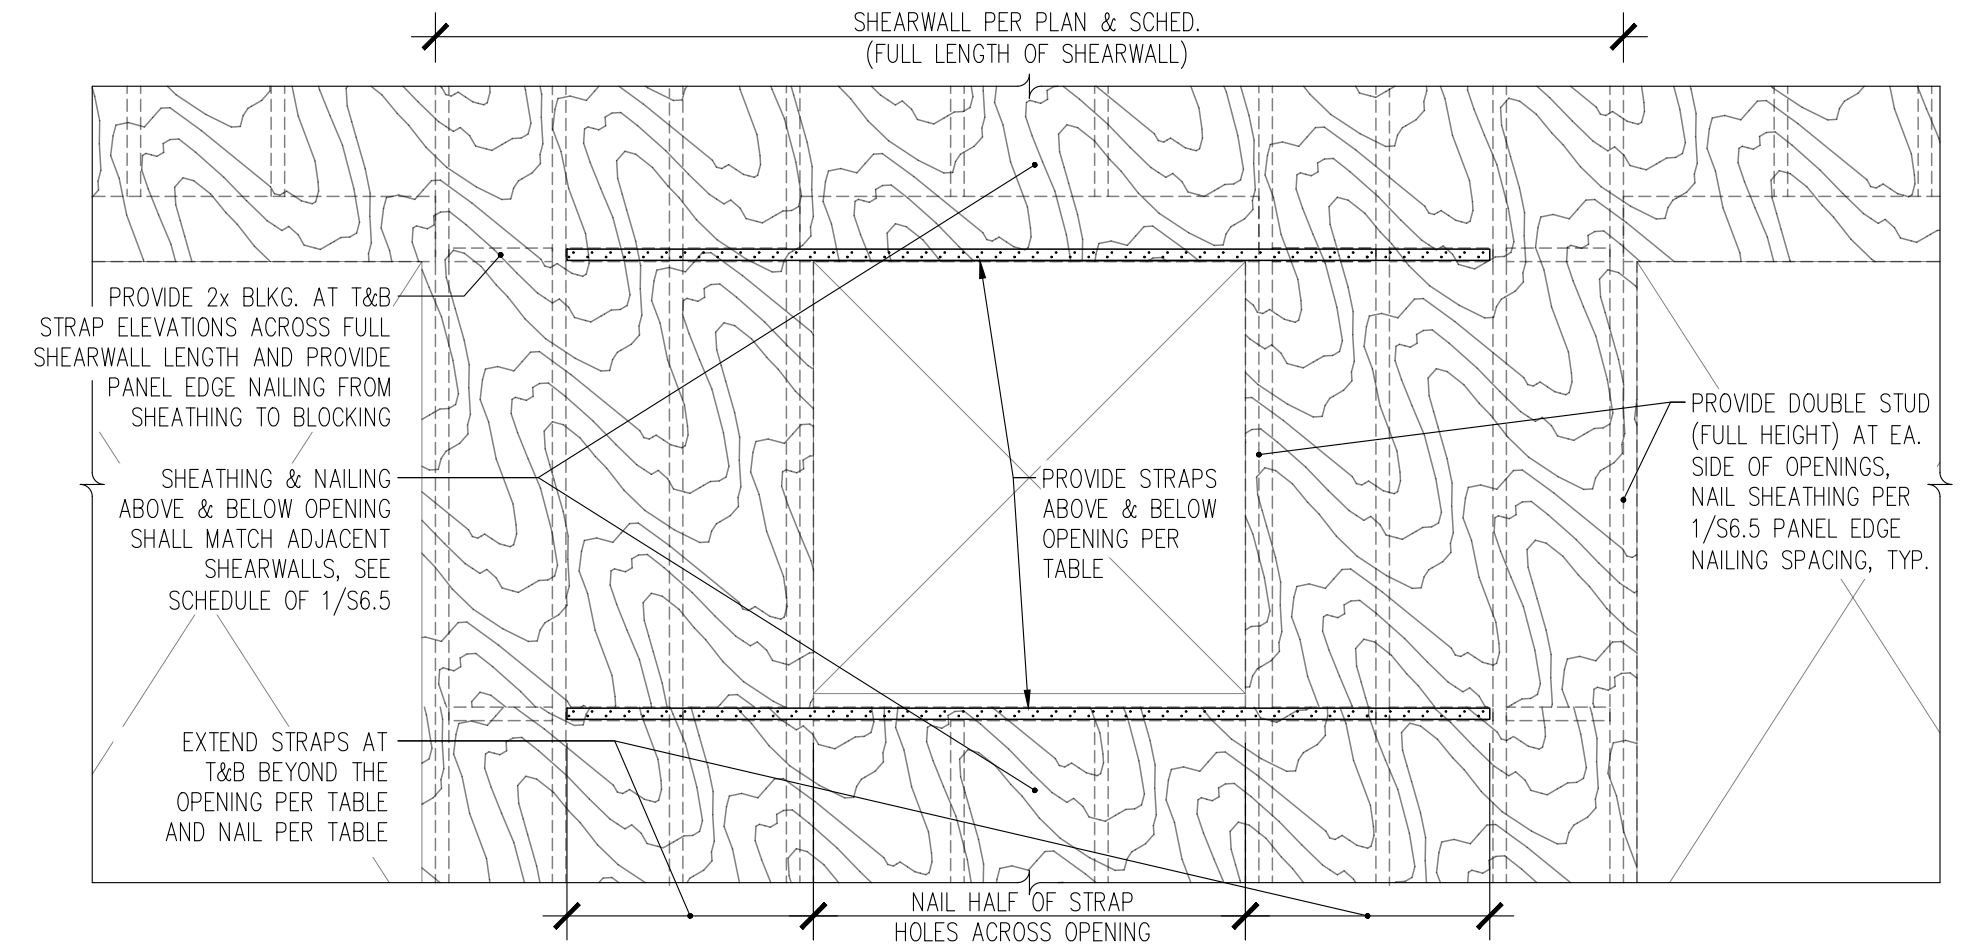 SHEARWALL PER PLAN & SCHED.
(FULL LENGTH OF SHEARWALL)
PROVIDE 2x BLKG. AT T&B
STRAP ELEVATIONS ACROSS FULL
SHEARWALL LENGTH AND PROVIDE
PANEL EDGE NAILING FROM
SHEATHING TO BLOCKING
SHEATHING & NAILING
ABOVE & BELOW OPENING
SHALL MATCH ADJACENT
SHEARWALLS, SEE
SCHEDULE OF 1/S6.5
EXTEND STRAPS AT
T&B BEYOND THE
OPENING PER TABLE
AND NAIL PER TABLE
PROVIDE STRAPS
ABOVE & BELOW
OPENING PER
TABLE
PROVIDE DOUBLE STUD
(FULL HEIGHT) AT EA.
SIDE OF OPENINGS,
NAIL SHEATHING PER
1/S6.5 PANEL EDGE
NAILING SPACING, TYP.
NAIL HALF OF STRAP
HOLES ACROSS OPENING